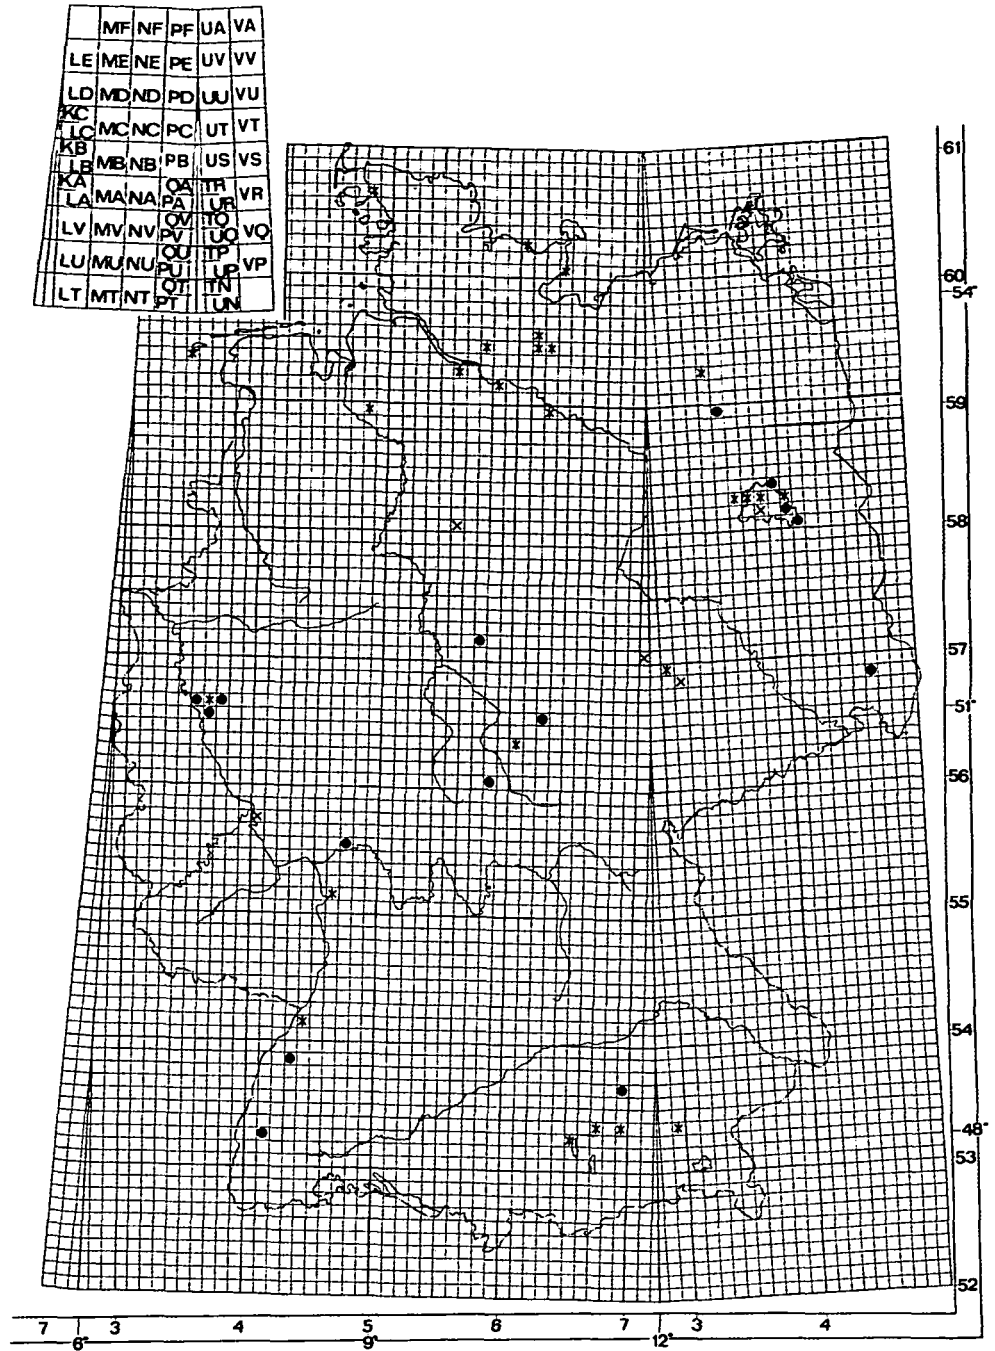 MF NF PF UA VA
LE ME NE PE UV VV
LD MD ND PD UU VU
KC
LC MC NC PC UT VT
KB
LB MB NB PB US VS
KA QA TR
LA MA NA PA UR VR
QV TQ
LV MV NV PV UQ VQ
QU TP
LU MU NU PU UP VP
QT TN
LT MT NT PT UN
61
60
54°
59
58
57
51°
56
55
54
48°
53
52
7 3 4 5 6 7 3 4
6° 9° 12°